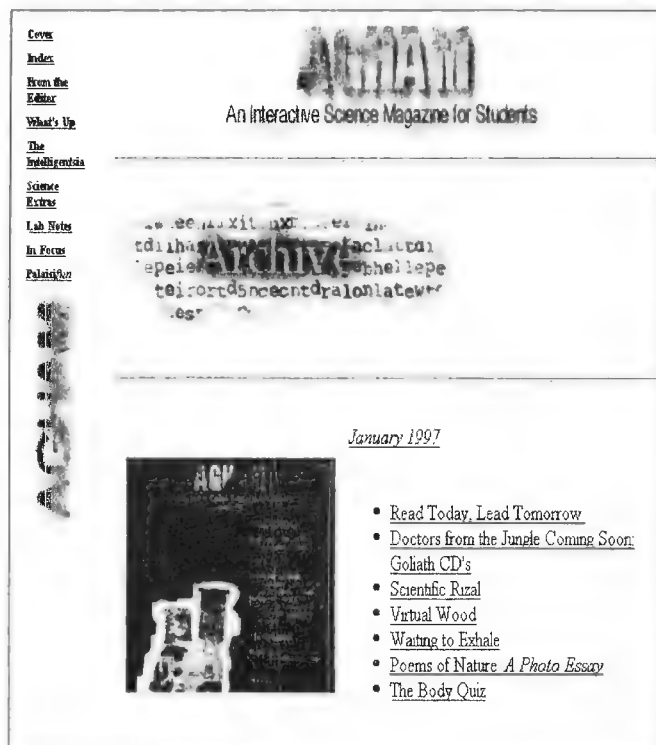 Cover
Index
From the
Editor
What's Up
The
Intelligentsia
Science
Extras
Lab Notes
In Focus
AGHAM
An Interactive Science Magazine for Students
Archive
January 1997
Read Today, Lead Tomorrow
Doctors from the Jungle Coming Soon:
Goliath CD's
Scientific Rizal
Virtual Wood
Waiting to Exhale
Poems of Nature A Photo Essay
The Body Quiz